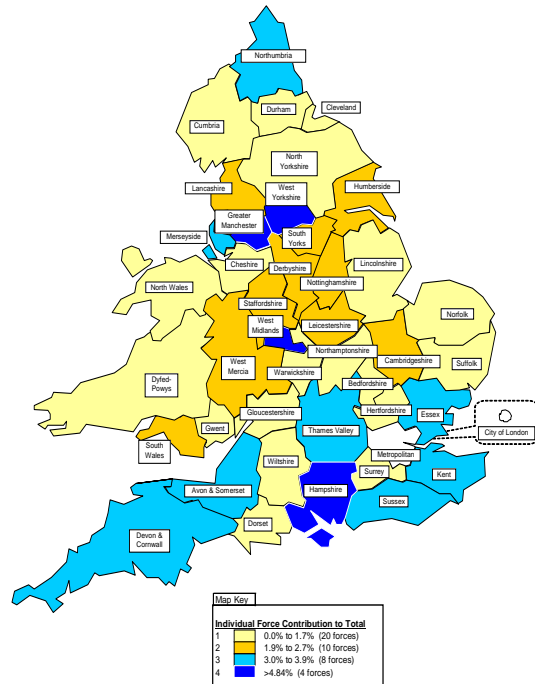 Northumbria
Durham
Cleveland
Cumbria
North
Yorkshire
Lancashire
West
Yorkshire
Humberside
Greater
Manchester
South
Yorks
Merseyside
Cheshire
Derbyshire
Lincolnshire
Nottinghamshire
North Wales
Staffordshire
West
Midlands
Leicestershire
Norfolk
Northamptonshire
West
Mercia
Warwickshire
Cambridgeshire
Suffolk
Dyfed-
Powys
Bedfordshire
Gwent
Gloucestershire
Hertfordshire
Essex
Thames Valley
City of London
South
Wales
Metropolitan
Wiltshire
Surrey
Kent
Avon & Somerset
Hampshire
Sussex
Dorset
Devon &
Cornwall
Map Key
Individual Force Contribution to Total
1 0.0% to 1.7% (20 forces)
2 1.9% to 2.7% (10 forces)
3 3.0% to 3.9% (8 forces)
4 >4.84% (4 forces)